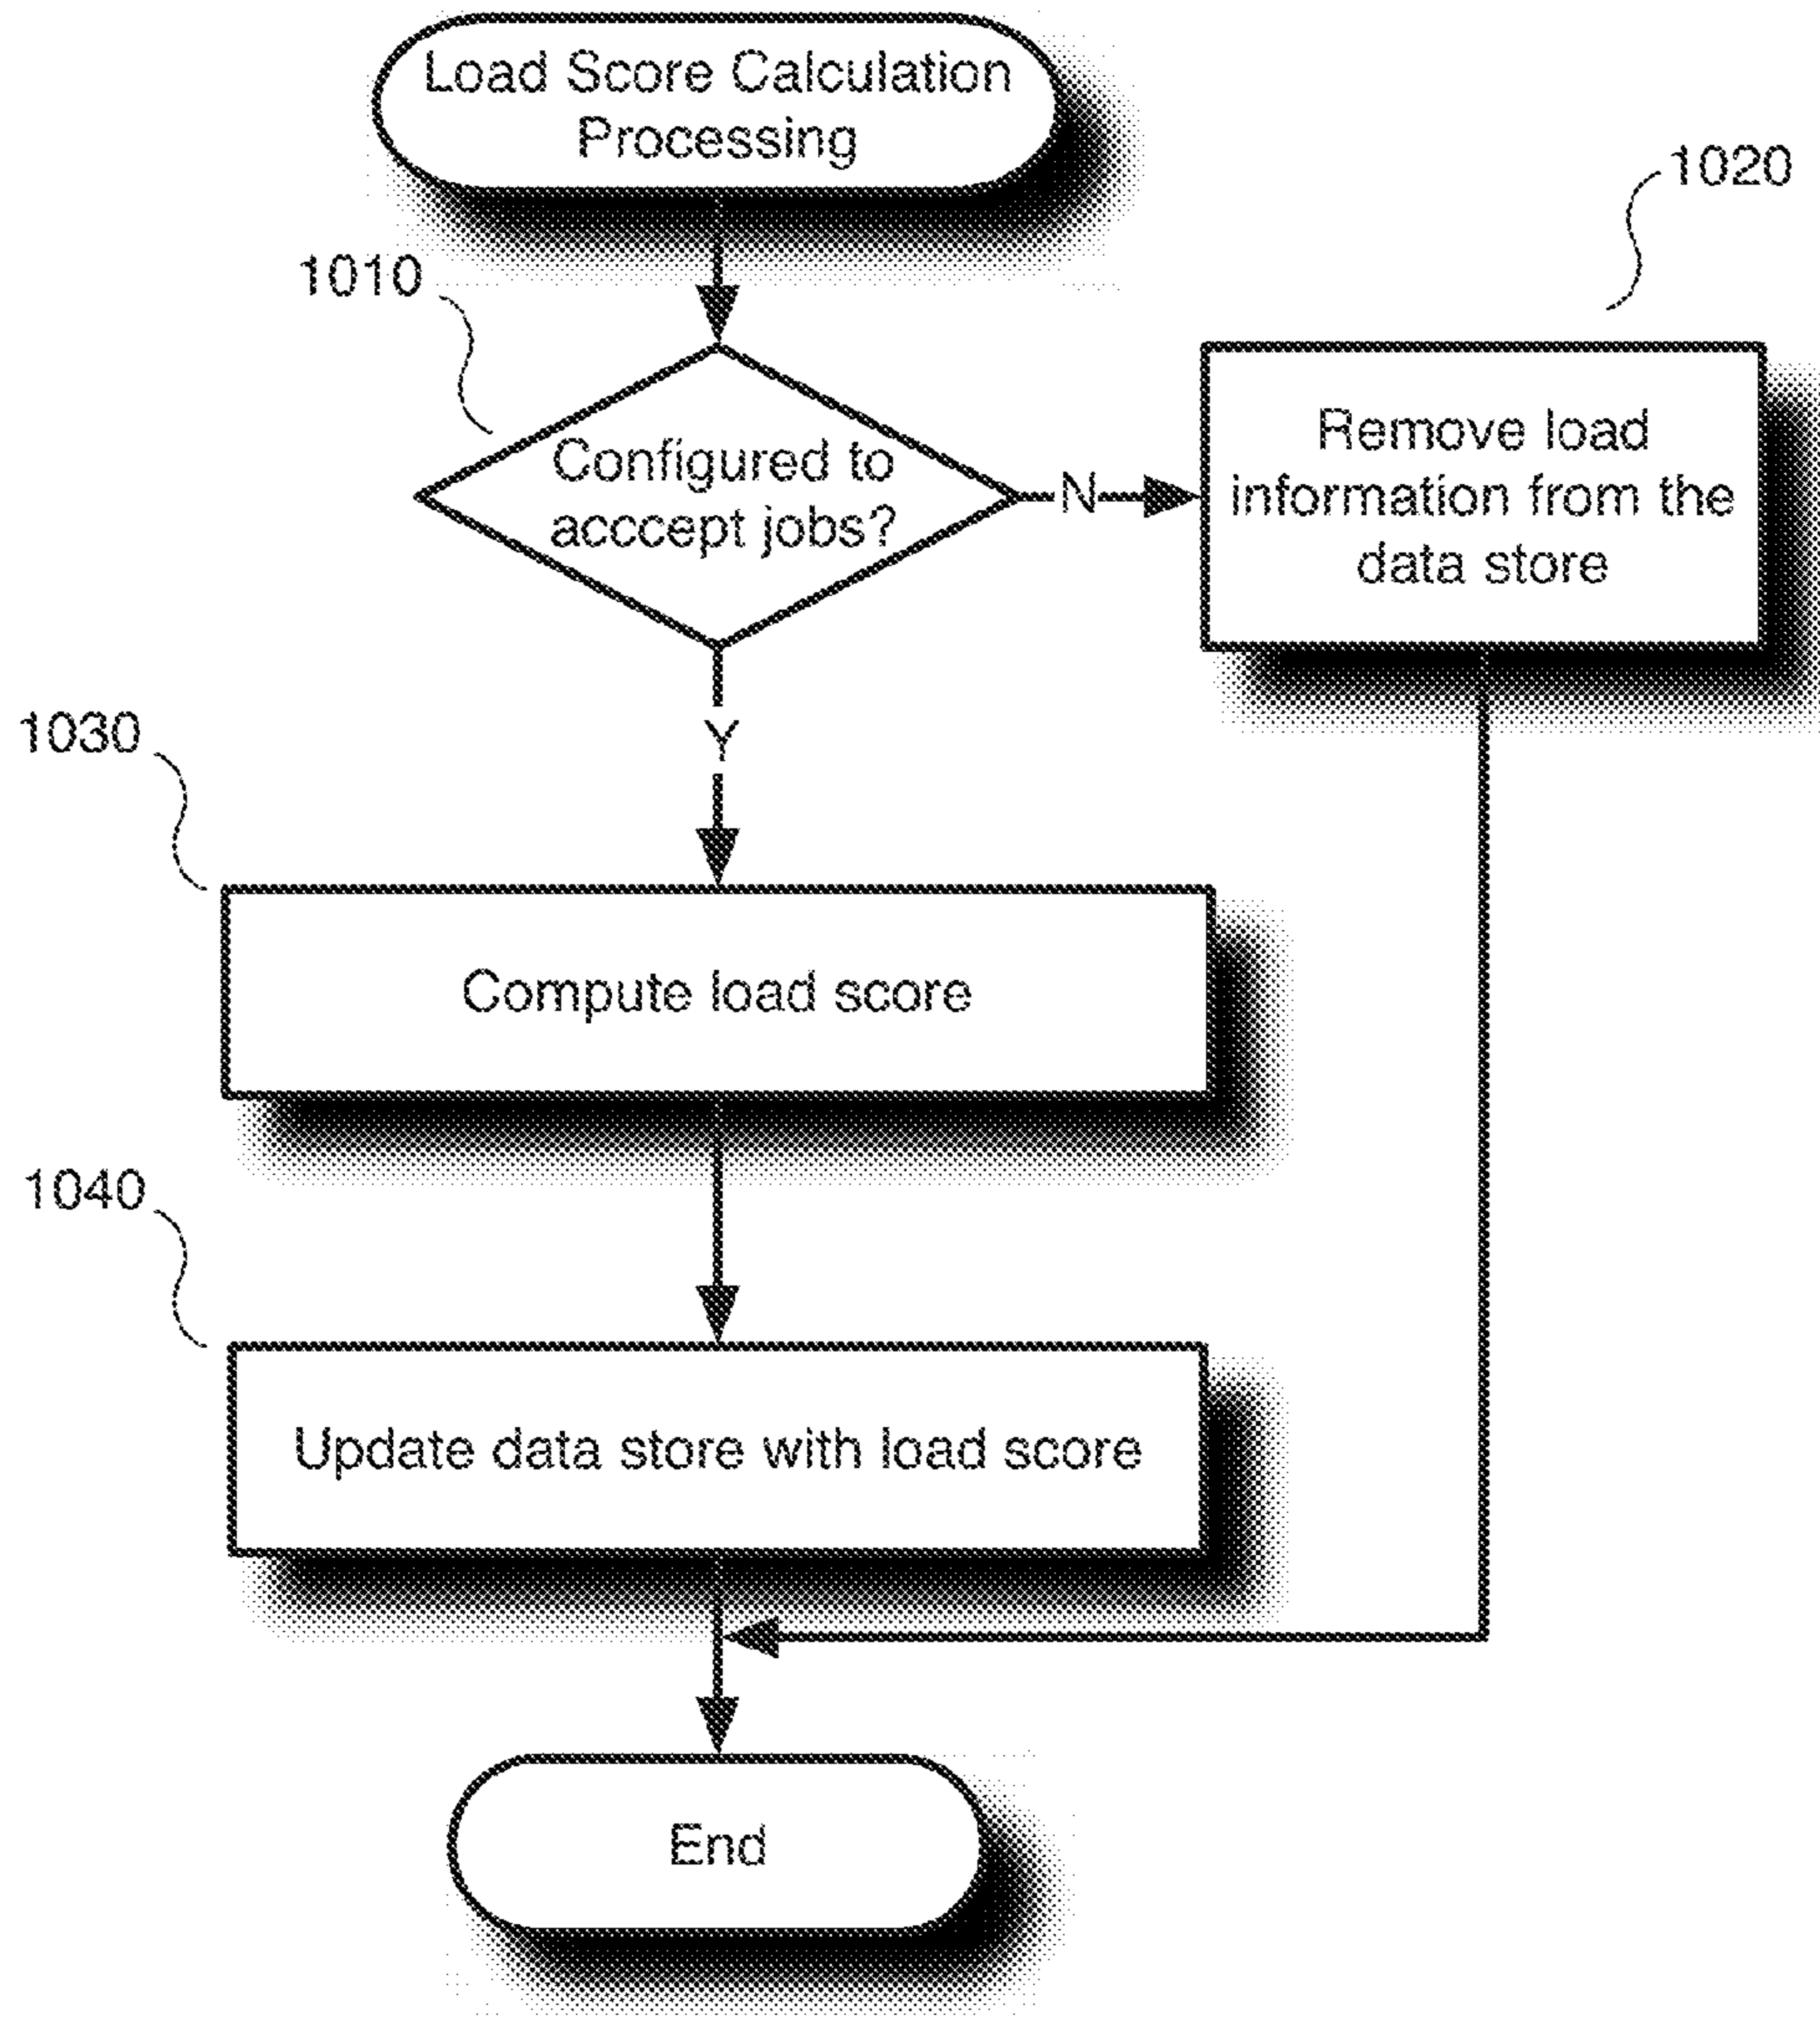 Load Score Calculation
Processing
1020
1010
Configured to
acccept jobs?
N
Remove load
information from the
data store
Y
1030
Compute load score
1040
Update data store with load score
End